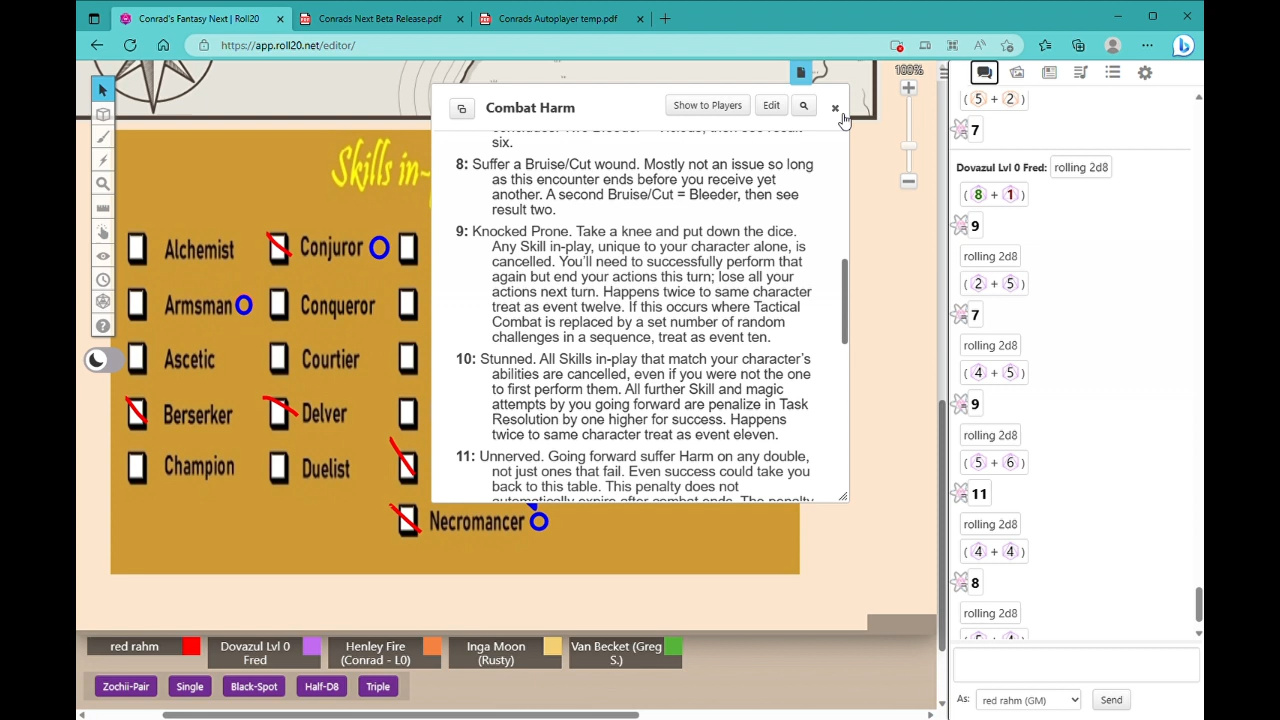 Conrad's Fantasy Next | Roll20
Conrads Next Beta Release.pdf
Conrads Autoplayer temp.pdf
https://app.roll20.net/editor/
100%
Combat Harm
Show to Players
Edit
six.
8: Suffer a Bruise/Cut wound. Mostly not an issue so long
as this encounter ends before you receive yet
another. A second Bruise/Cut = Bleeder, then see
result two.
9: Knocked Prone. Take a knee and put down the dice.
Any Skill in-play, unique to your character alone, is
cancelled. You'll need to successfully perform that
again but end your actions this turn; lose all your
actions next turn. Happens twice to same character
treat as event twelve. If this occurs where Tactical
Combat is replaced by a set number of random
challenges in a sequence, treat as event ten.
10: Stunned. All Skills in-play that match your character's
abilities are cancelled, even if you were not the one
to first perform them. All further Skill and magic
attempts by you going forward are penalize in Task
Resolution by one higher for success. Happens
twice to same character treat as event eleven.
11: Unnerved. Going forward suffer Harm on any double,
not just ones that fail. Even success could take you
back to this table. This penalty does not
automatically expire after combat ends. The penalty
Skills in-
Alchemist
Conjuror
Armsman
Conqueror
Ascetic
Courtier
Berserker
Delver
Champion
Duelist
Necromancer
(5 + 2)
= 7
Dovazul Lvl 0 Fred: rolling 2d8
(8 + 1)
= 9
rolling 2d8
(2 + 5)
= 7
rolling 2d8
(4 + 5)
= 9
rolling 2d8
(5 + 6)
= 11
rolling 2d8
(4 + 4)
= 8
rolling 2d8
As: red rahm (GM)
Send
red rahm
Dovazul Lvl 0
Fred
Henley Fire
(Conrad - L0)
Inga Moon
(Rusty)
Van Becket (Greg
S.)
Zochii-Pair
Single
Black-Spot
Half-D8
Triple